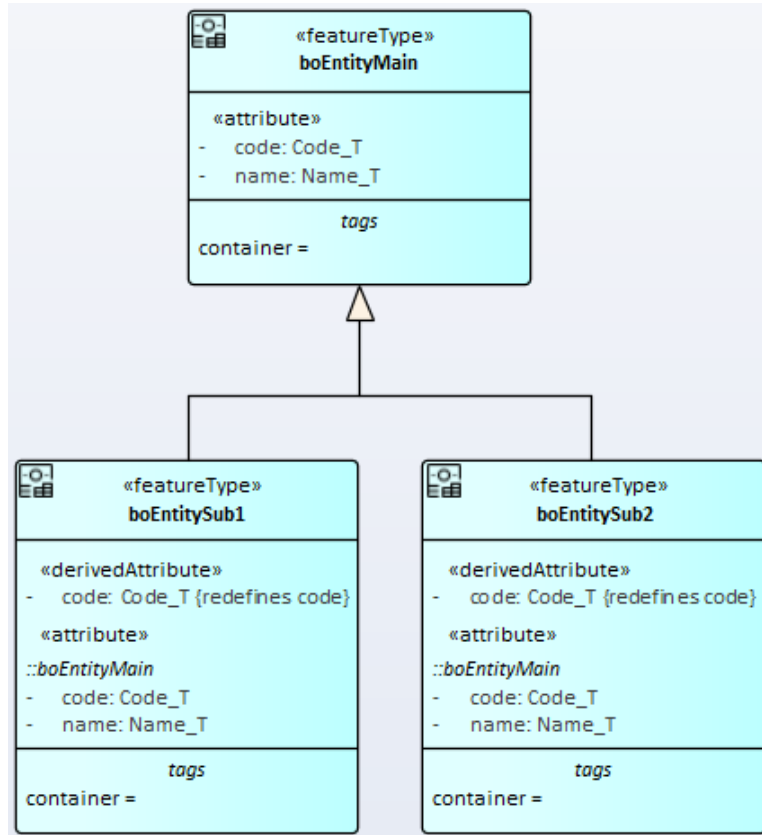 «featureType»
boEntityMain
«attribute»
- code: Code_T
- name: Name_T
tags
container =
«featureType»
boEntitySub1
«derivedAttribute»
- code: Code_T {redefines code}
«attribute»
::boEntityMain
- code: Code_T
- name: Name_T
tags
container =
«featureType»
boEntitySub2
«derivedAttribute»
- code: Code_T {redefines code}
«attribute»
::boEntityMain
- code: Code_T
- name: Name_T
tags
container =